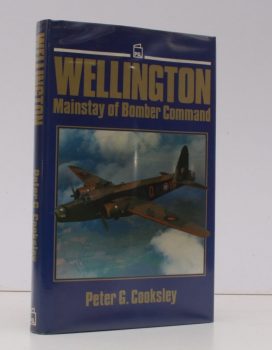 WELLINGTON
Mainstay of Bomber Command
Peter G. Cooksley
WELLINGTON
Peter G. Cooksley